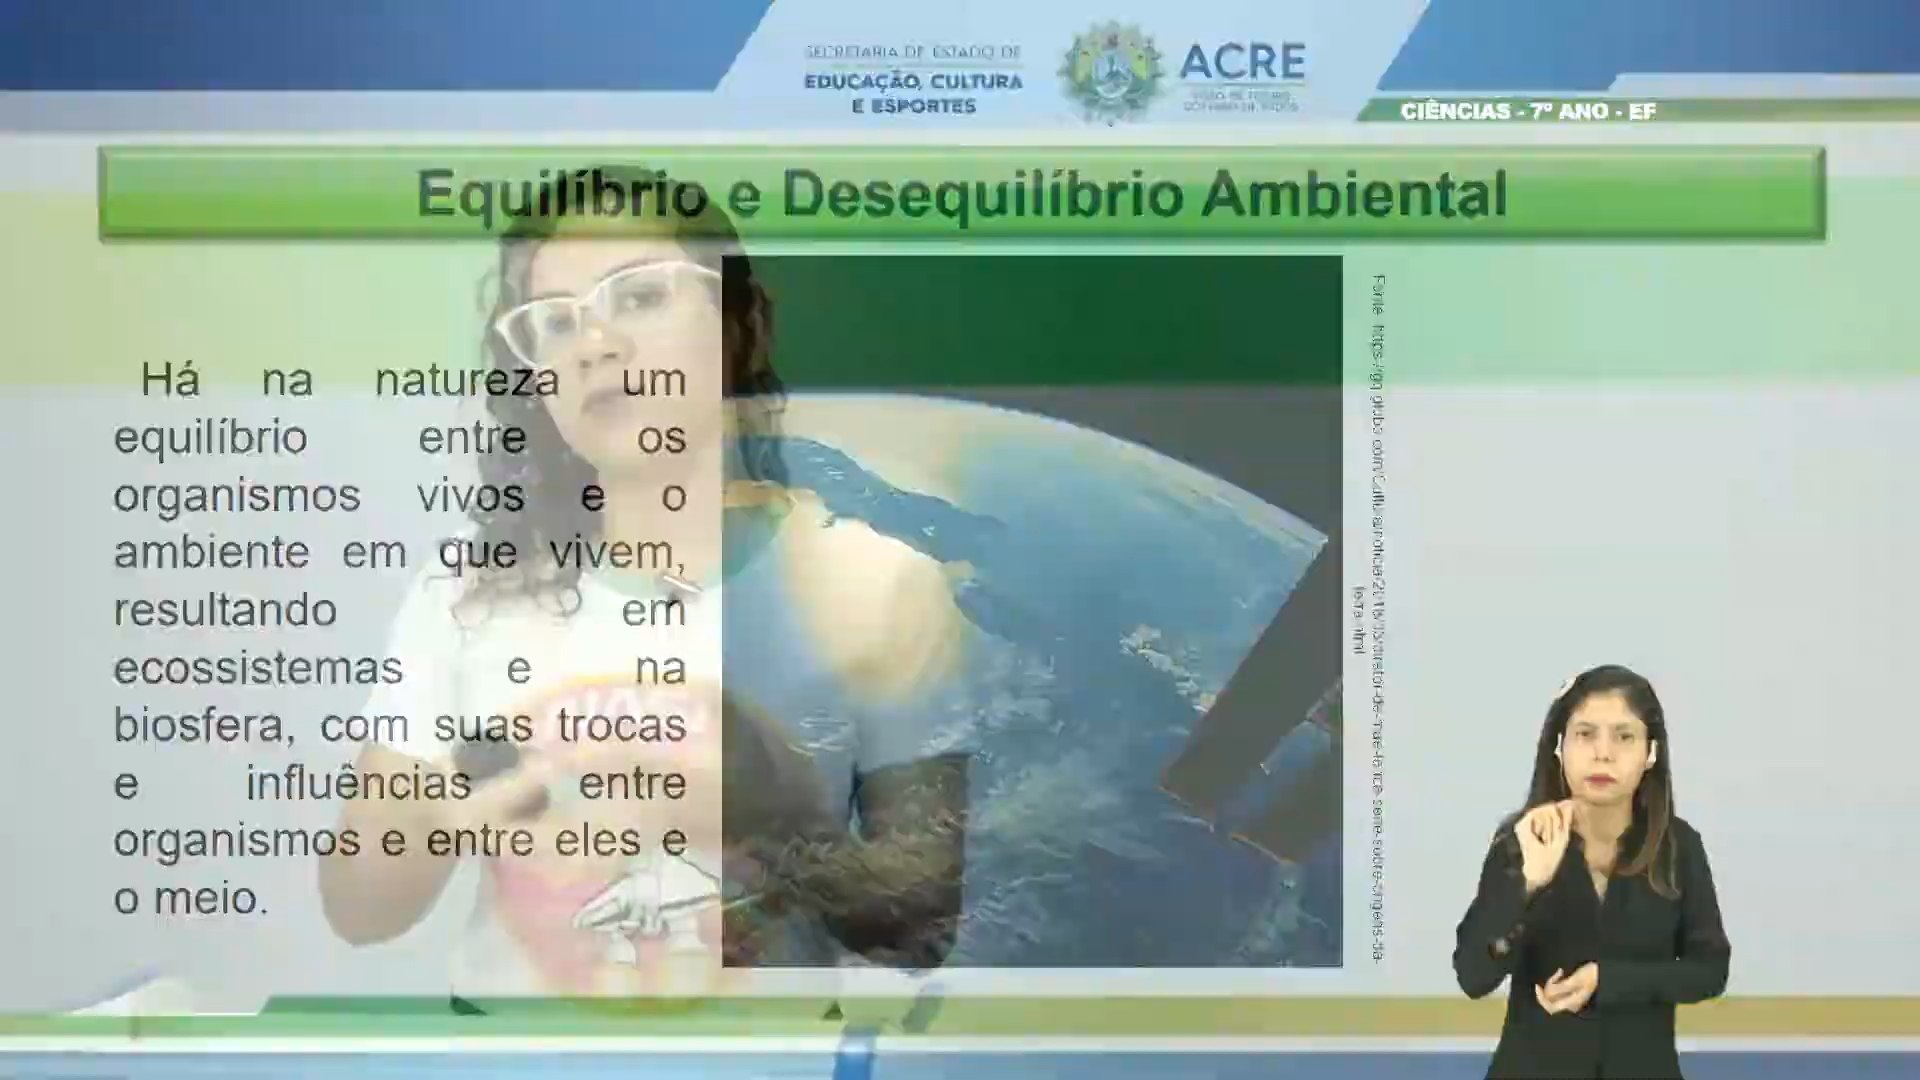 SECRETARIA DE ESTADO DE
EDUCAÇÃO, CULTURA
E ESPORTES
ACRE
CIÊNCIAS - 7º ANO - EF
Equilíbrio e Desequilíbrio Ambiental
Há na natureza um
equilíbrio entre os
organismos vivos e o
ambiente em que vivem,
resultando em
ecossistemas e na
biosfera, com suas trocas
e influências entre
organismos e entre eles e
o meio.